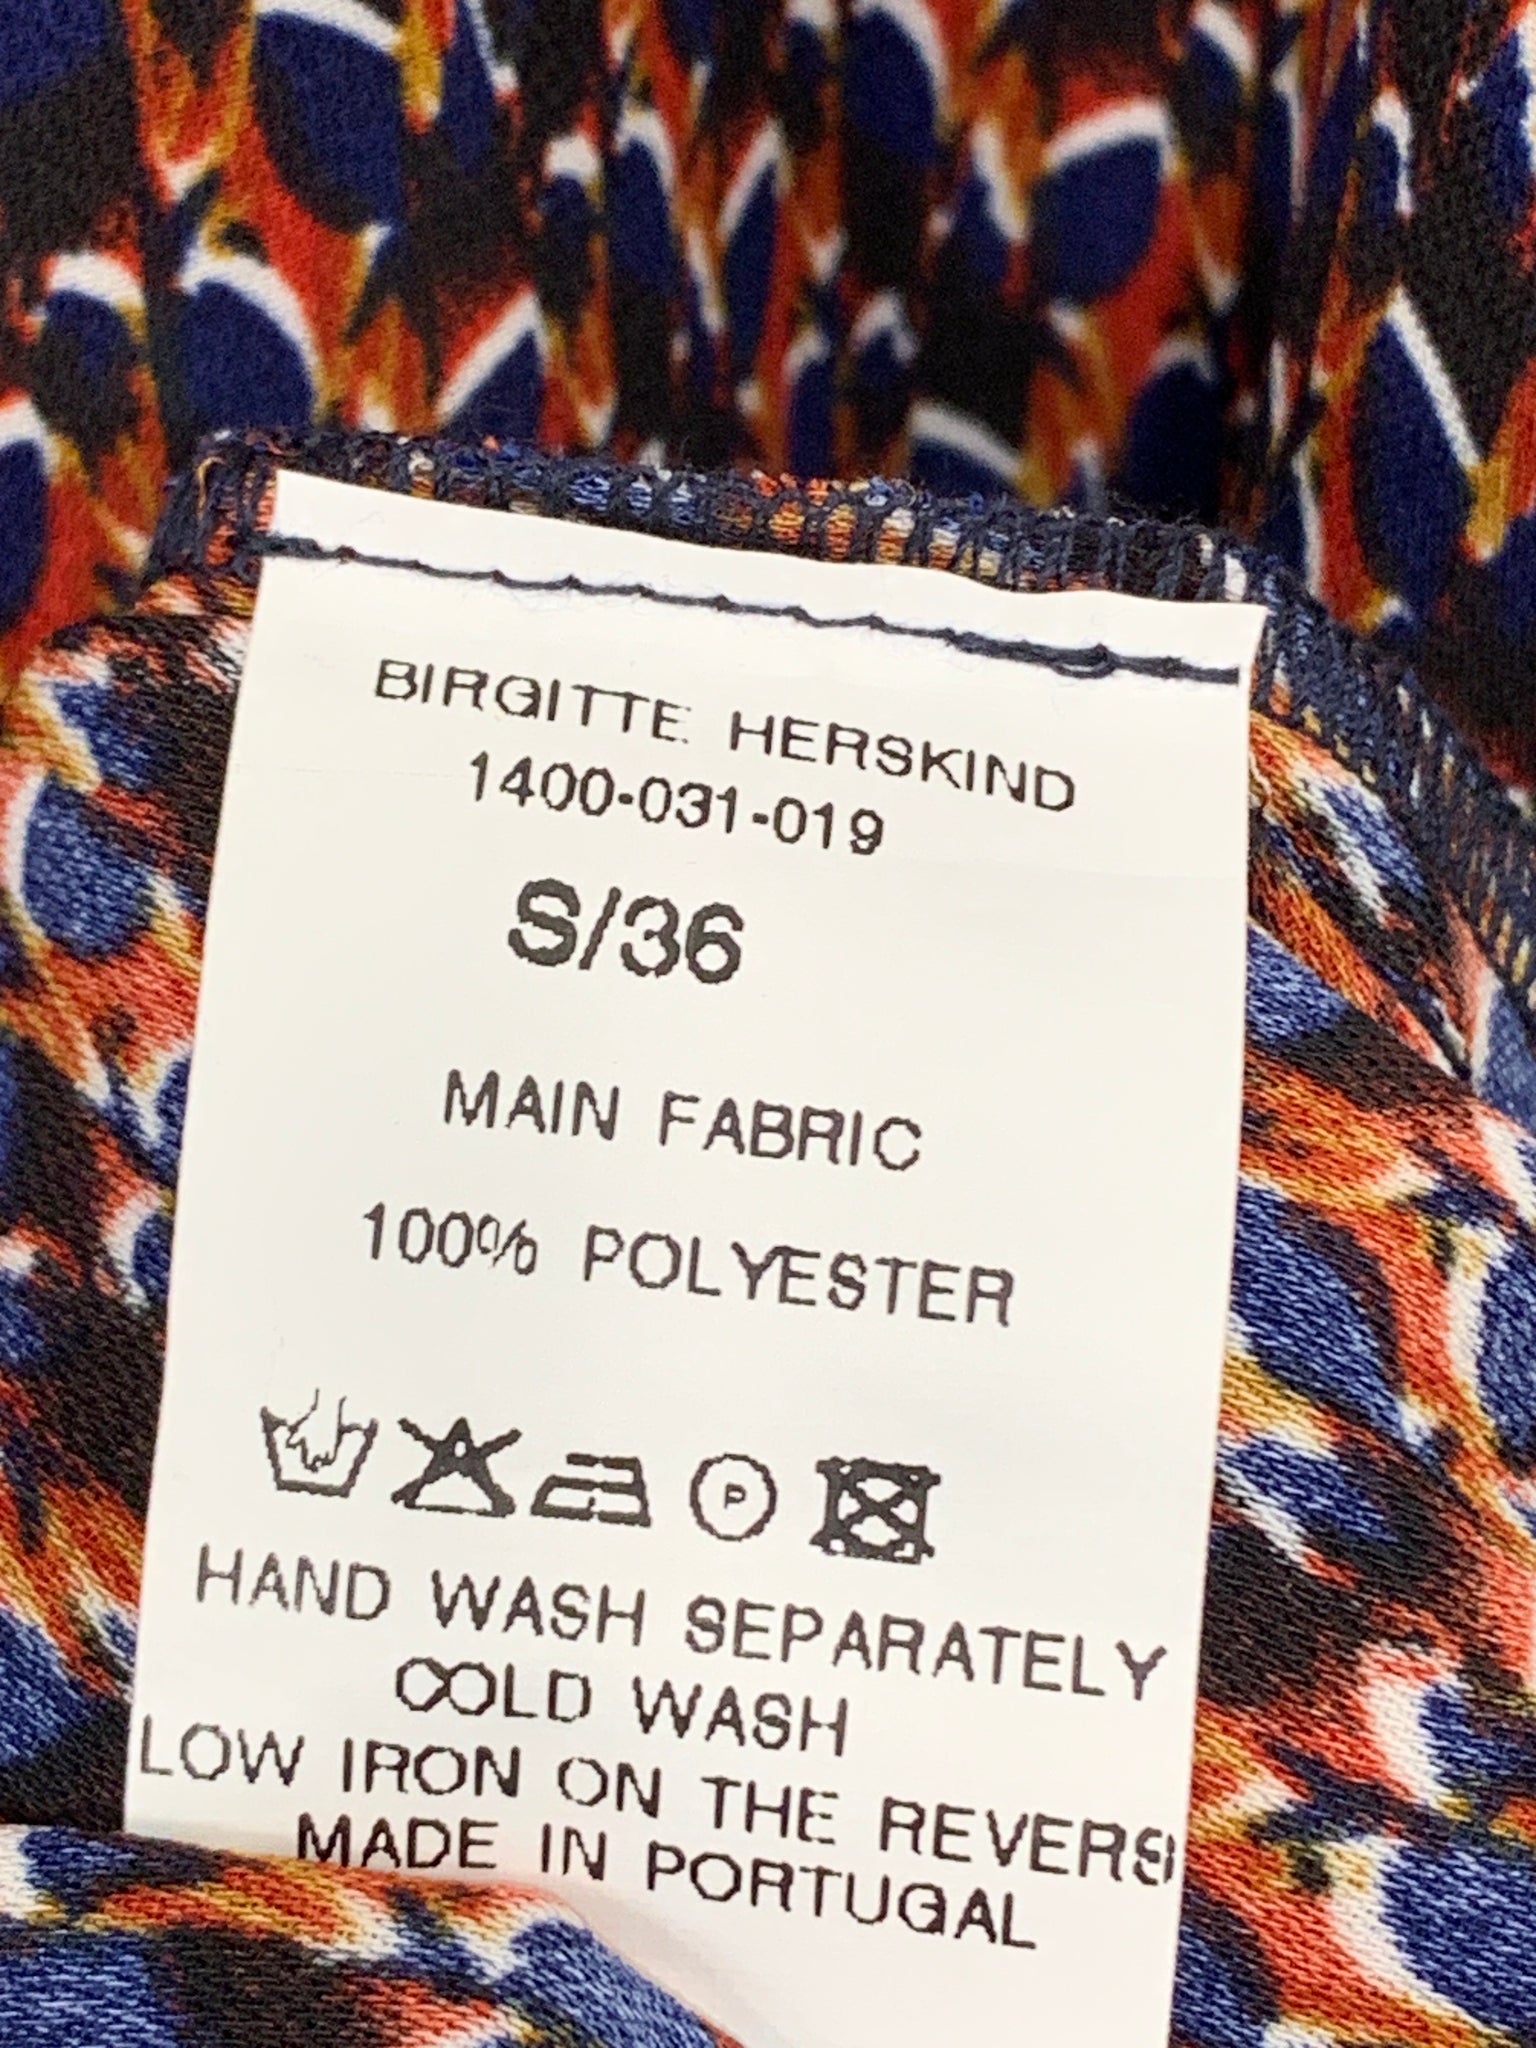 BIRGITTE HERSKIND
1400-031-019
S/36
MAIN FABRIC
100% POLYESTER
P
HAND WASH SEPARATELY
COLD WASH
LOW IRON ON THE REVERS
MADE IN PORTUGAL